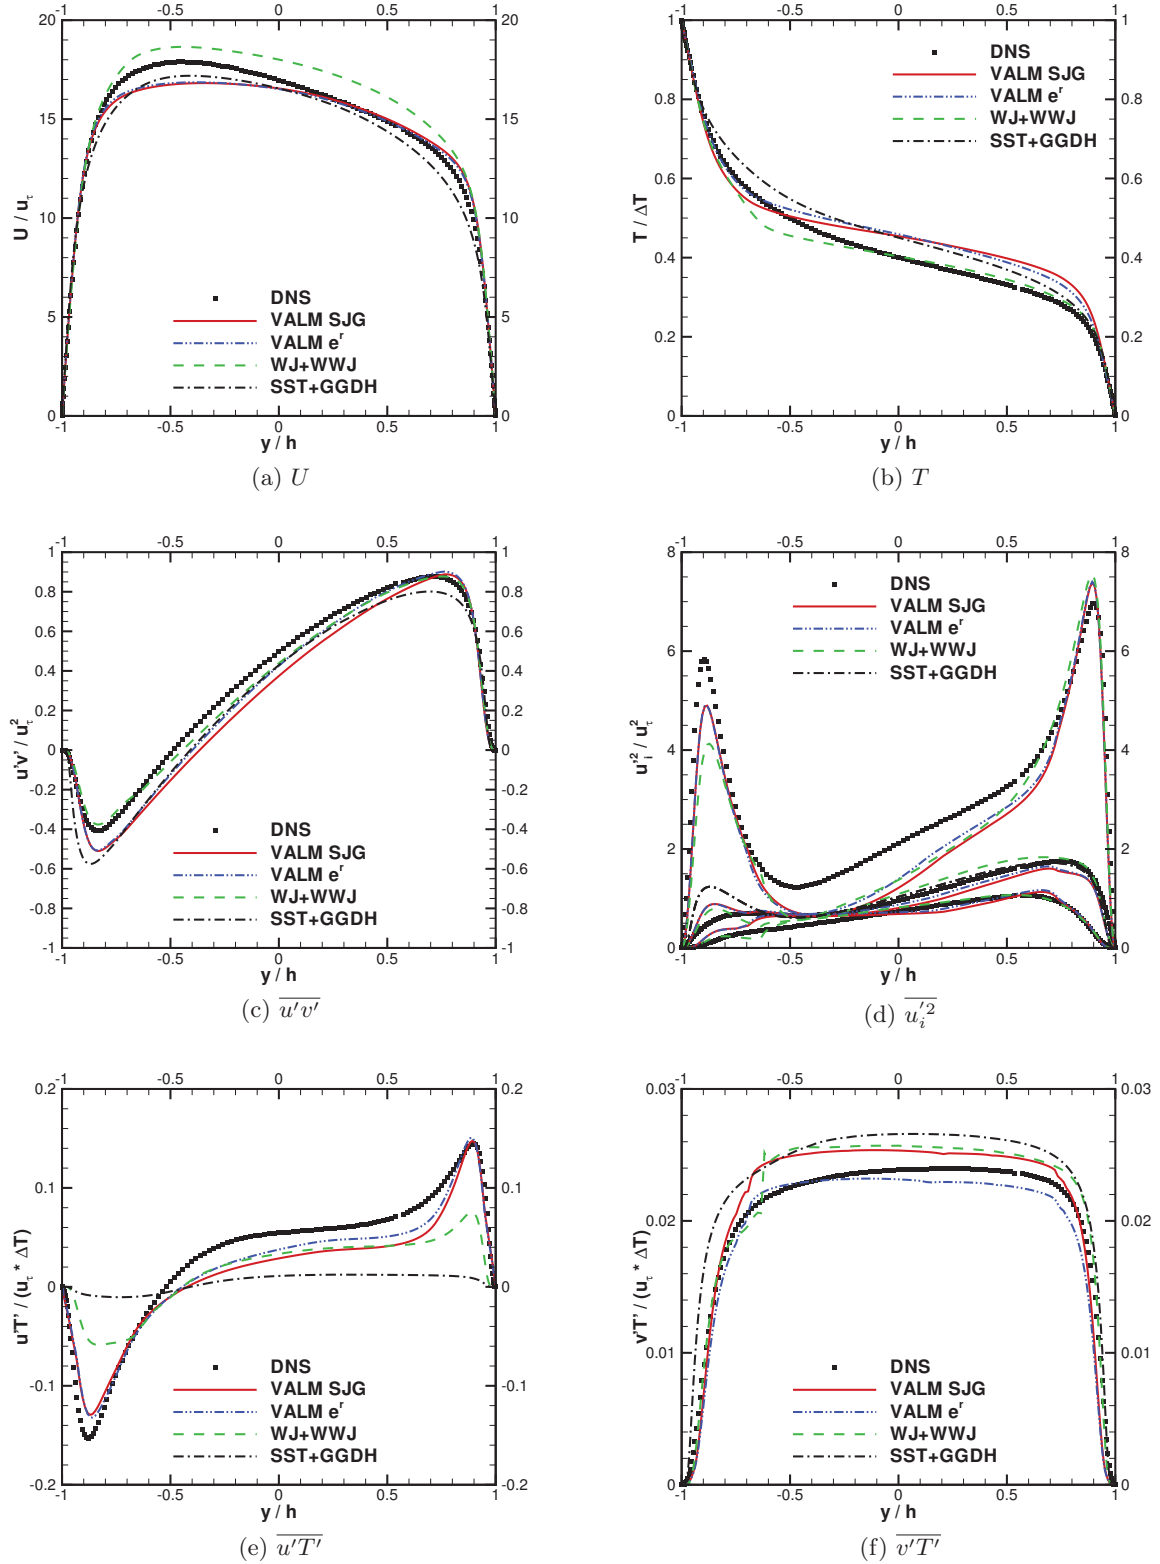 -1 -0.5 0 0.5 1
20 20
15 15
10 10
5 5
0 0
U / uτ
DNS
VALM SJG
VALM eʳ
WJ+WWJ
SST+GGDH
-1 -0.5 0 0.5 1
y / h
(a) U
-1 -0.5 0 0.5 1
1 1
0.8 0.8
0.6 0.6
0.4 0.4
0.2 0.2
0 0
T / ΔT
DNS
VALM SJG
VALM eʳ
WJ+WWJ
SST+GGDH
-1 -0.5 0 0.5 1
y / h
(b) T
-1 -0.5 0 0.5 1
1 1
0.8 0.8
0.6 0.6
0.4 0.4
0.2 0.2
0 0
-0.2 -0.2
-0.4 -0.4
-0.6 -0.6
-0.8 -0.8
-1 -1
u'v' / u²τ
DNS
VALM SJG
VALM eʳ
WJ+WWJ
SST+GGDH
-1 -0.5 0 0.5 1
y / h
(c) u'v'
-1 -0.5 0 0.5 1
8 8
6 6
4 4
2 2
0 0
u'²i / u²τ
DNS
VALM SJG
VALM eʳ
WJ+WWJ
SST+GGDH
-1 -0.5 0 0.5 1
y / h
(d) u'²i
-1 -0.5 0 0.5 1
0.2 0.2
0.1 0.1
0 0
-0.1 -0.1
-0.2 -0.2
u'T' / (uτ * ΔT)
DNS
VALM SJG
VALM eʳ
WJ+WWJ
SST+GGDH
-1 -0.5 0 0.5 1
y / h
(e) u'T'
-1 -0.5 0 0.5 1
0.03 0.03
0.02 0.02
0.01 0.01
0 0
v'T' / (uτ * ΔT)
DNS
VALM SJG
VALM eʳ
WJ+WWJ
SST+GGDH
-1 -0.5 0 0.5 1
y / h
(f) v'T'